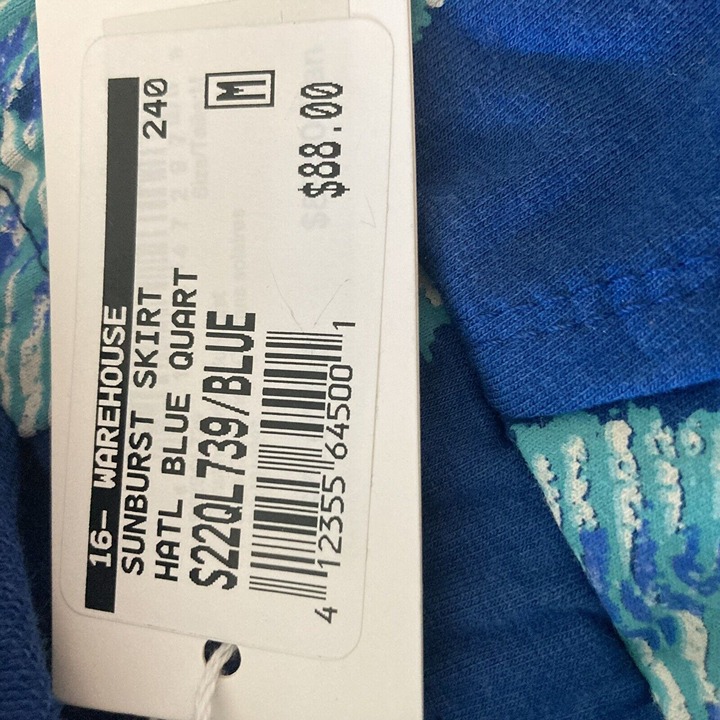 16- WAREHOUSE
SUNBURST SKIRT 240
HATL BLUE QUART
S22QL739/BLUE M
4 12355 64500 1
$88.00